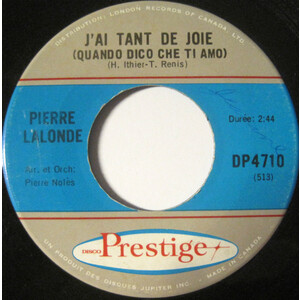 DISTRIBUTION: LONDON RECORDS OF CANADA LTD.
J'AI TANT DE JOIE
(QUANDO DICO CHE TI AMO)
(H. Ithier-T. Renis)
PIERRE
LALONDE
Durée: 2:44
Arr. et Orch:
Pierre Nolès
DP4710
(513)
DISCO Prestige
UN PRODUIT DES DISQUES JUPITER INC. - MADE IN CANADA